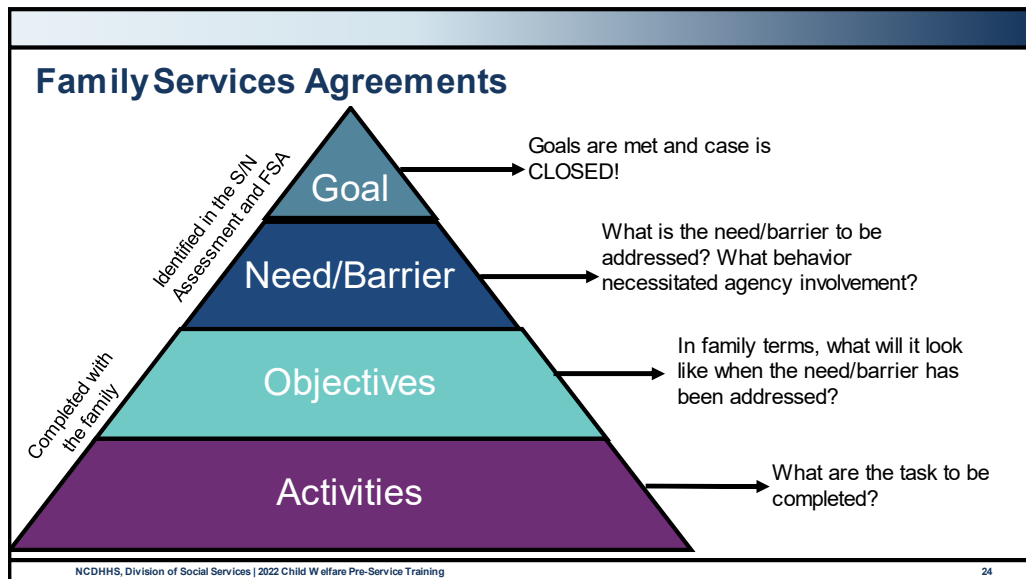 Family Services Agreements
Identified in the S/N
Assessment and FSA
Goal
Goals are met and case is
CLOSED!
Need/Barrier
What is the need/barrier to be
addressed? What behavior
necessitated agency involvement?
Completed with
the family
Objectives
In family terms, what will it look
like when the need/barrier has
been addressed?
Activities
What are the task to be
completed?
NCDHHS, Division of Social Services | 2022 Child Welfare Pre-Service Training
24